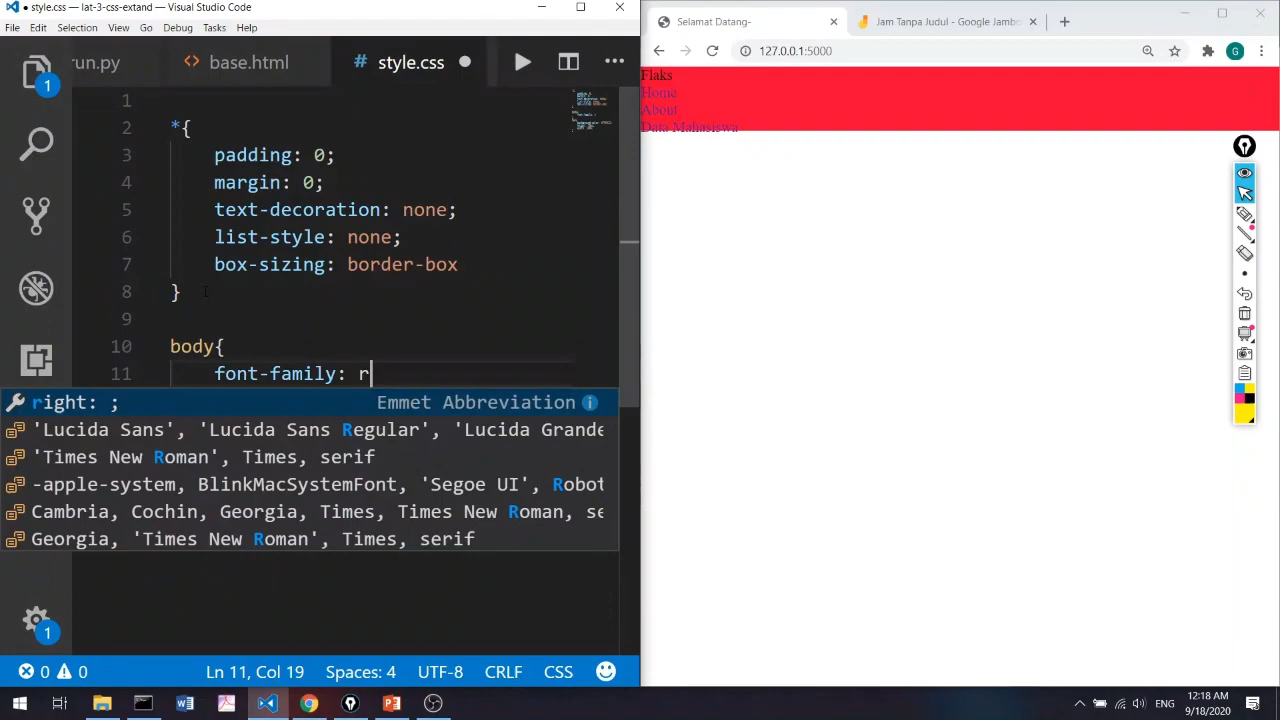 ● style.css — lat-3-css-extand — Visual Studio Code
File Edit Selection View Go Debug Tasks Help
run.py <> base.html # style.css ●
1
2 *{
3 padding: 0;
4 margin: 0;
5 text-decoration: none;
6 list-style: none;
7 box-sizing: border-box
8 }
9
10 body{
11 font-family: r
right: ; Emmet Abbreviation
'Lucida Sans', 'Lucida Sans Regular', 'Lucida Grande
'Times New Roman', Times, serif
-apple-system, BlinkMacSystemFont, 'Segoe UI', Robot
Cambria, Cochin, Georgia, Times, Times New Roman, se
Georgia, 'Times New Roman', Times, serif
1
1
0 0 Ln 11, Col 19 Spaces: 4 UTF-8 CRLF CSS
Selamat Datang- Jam Tanpa Judul - Google Jambo
127.0.0.1:5000 G
Flaks
Home
About
Data Mahasiswa
ENG 12:18 AM
9/18/2020